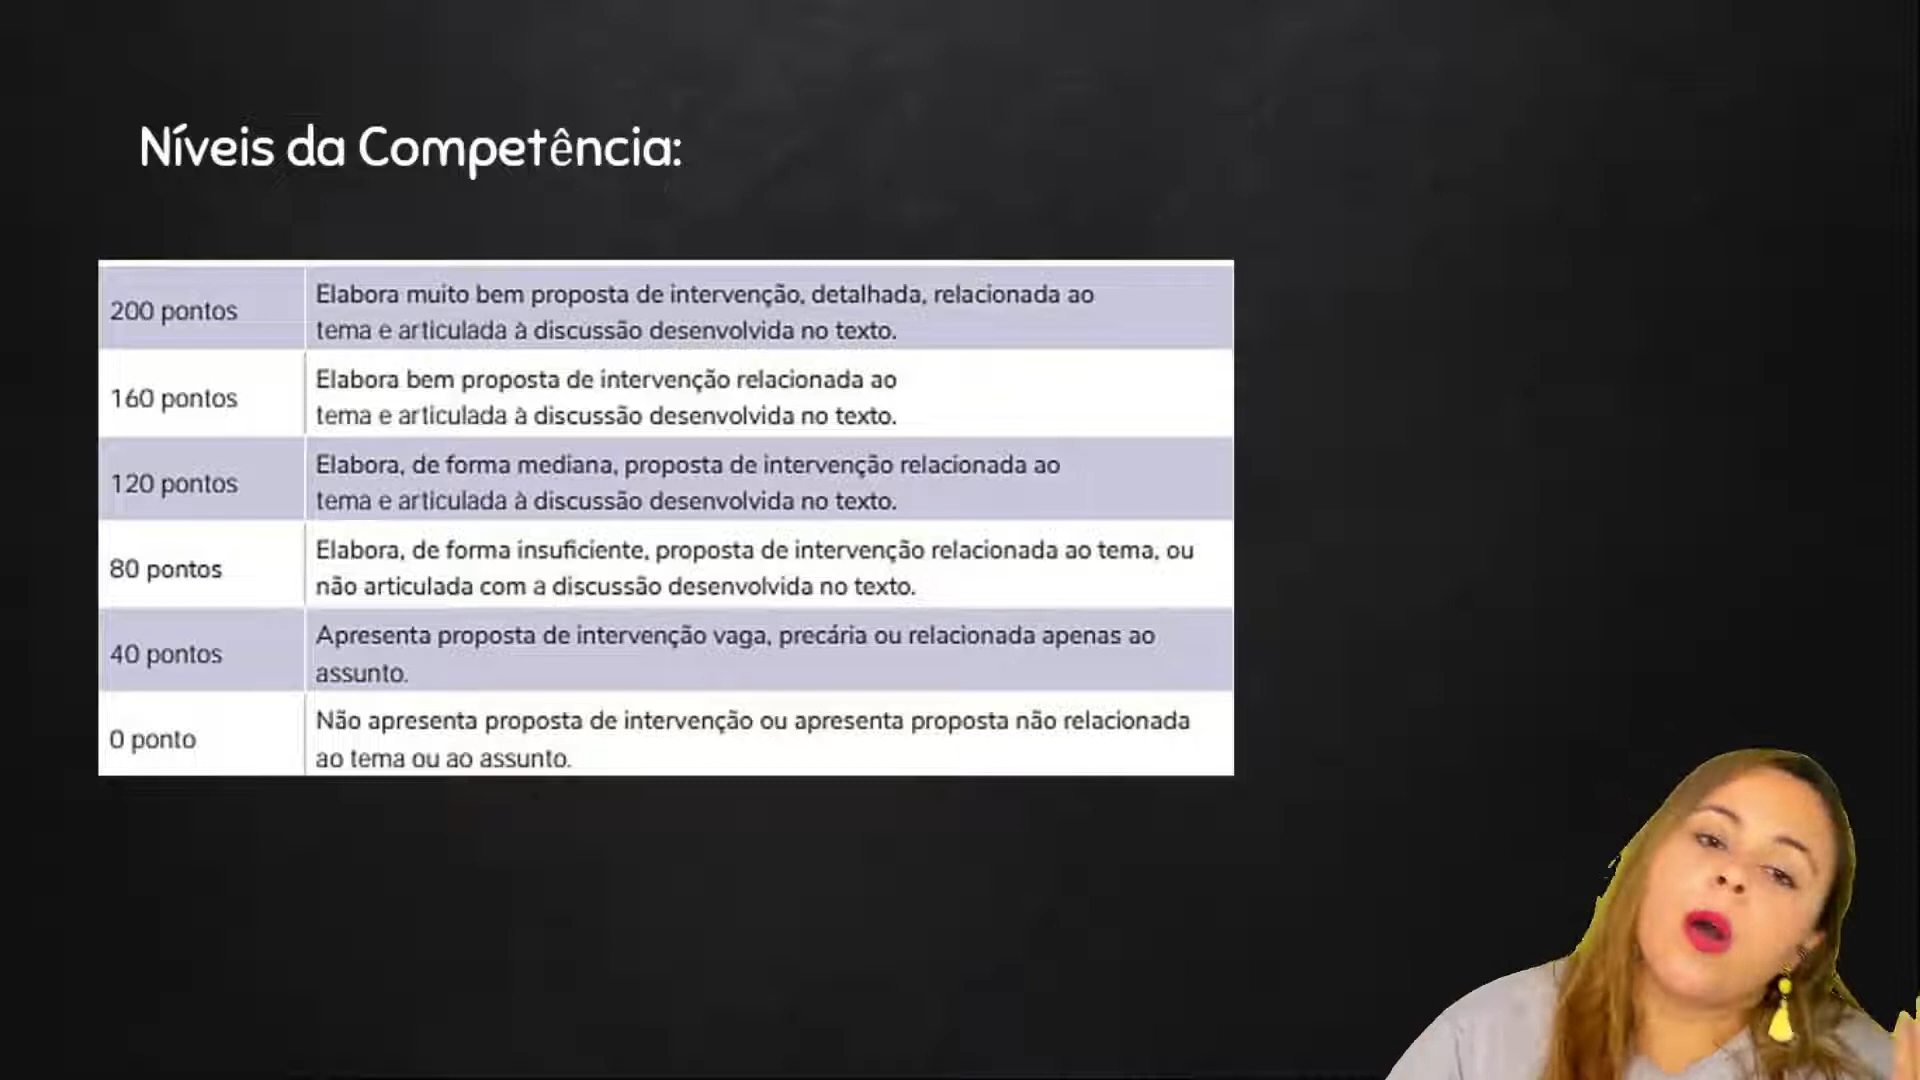 Níveis da Competência:
200 pontos
Elabora muito bem proposta de intervenção, detalhada, relacionada ao
tema e articulada à discussão desenvolvida no texto.
160 pontos
Elabora bem proposta de intervenção relacionada ao
tema e articulada à discussão desenvolvida no texto.
120 pontos
Elabora, de forma mediana, proposta de intervenção relacionada ao
tema e articulada à discussão desenvolvida no texto.
80 pontos
Elabora, de forma insuficiente, proposta de intervenção relacionada ao tema, ou
não articulada com a discussão desenvolvida no texto.
40 pontos
Apresenta proposta de intervenção vaga, precária ou relacionada apenas ao
assunto.
0 ponto
Não apresenta proposta de intervenção ou apresenta proposta não relacionada
ao tema ou ao assunto.